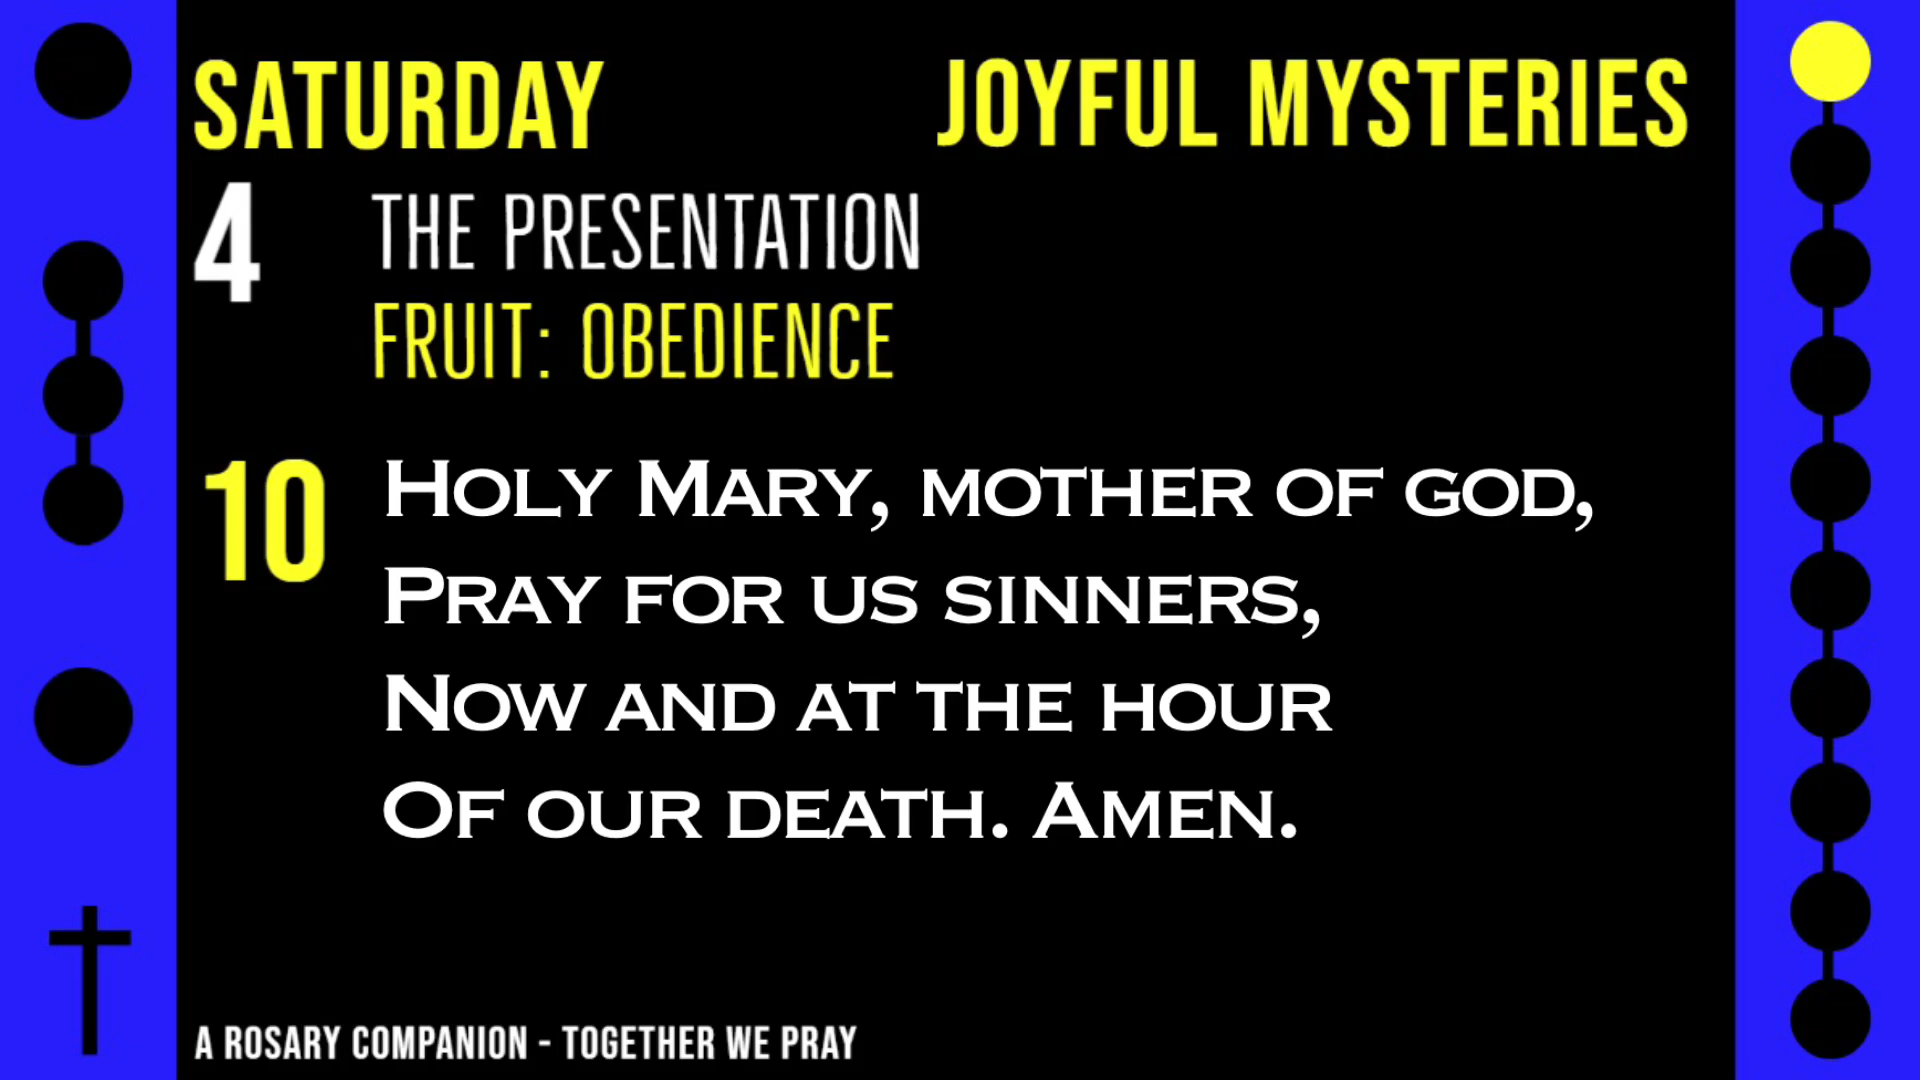 SATURDAY JOYFUL MYSTERIES
4 THE PRESENTATION
FRUIT: OBEDIENCE
10 HOLY MARY, MOTHER OF GOD,
PRAY FOR US SINNERS,
NOW AND AT THE HOUR
OF OUR DEATH. AMEN.
A ROSARY COMPANION - TOGETHER WE PRAY